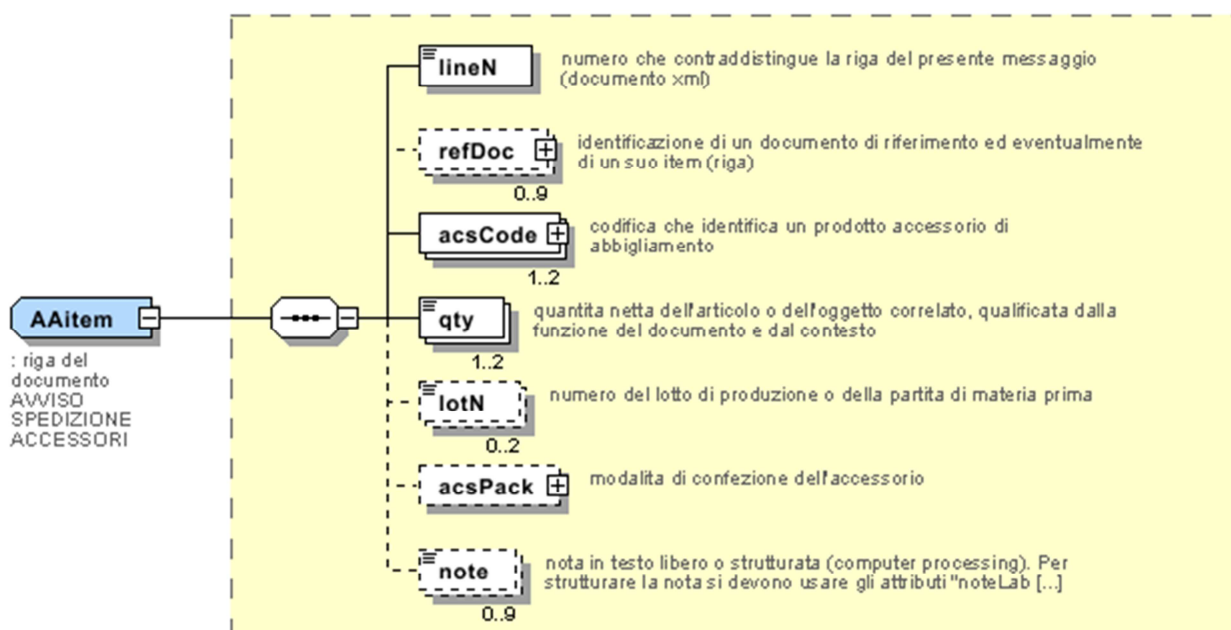 lineN
numero che contraddistingue la riga del presente messaggio
(documento xml)
refDoc
identificazione di un documento di riferimento ed eventualmente
di un suo item (riga)
0..9
acsCode
codifica che identifica un prodotto accessorio di
abbigliamento
1..2
AAitem
: riga del
documento
AVVISO
SPEDIZIONE
ACCESSORI
qty
quantita netta dell'articolo o dell'oggetto correlato, qualificata dalla
funzione del documento e dal contesto
1..2
lotN
numero del lotto di produzione o della partita di materia prima
0..2
acsPack
modalita di confezione dell'accessorio
note
nota in testo libero o strutturata (computer processing). Per
strutturare la nota si devono usare gli attributi "noteLab [...]
0..9